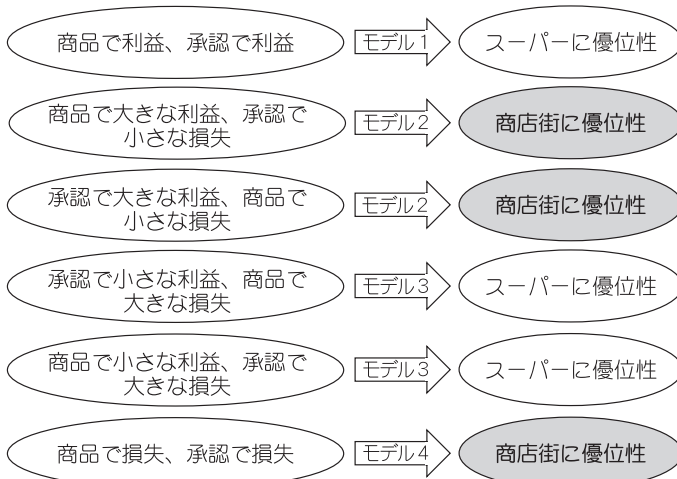 商品で利益、承認で利益
モデル1
スーパーに優位性
商品で大きな利益、承認で
小さな損失
モデル2
商店街に優位性
承認で大きな利益、商品で
小さな損失
モデル2
商店街に優位性
承認で小さな利益、商品で
大きな損失
モデル3
スーパーに優位性
商品で小さな利益、承認で
大きな損失
モデル3
スーパーに優位性
商品で損失、承認で損失
モデル4
商店街に優位性